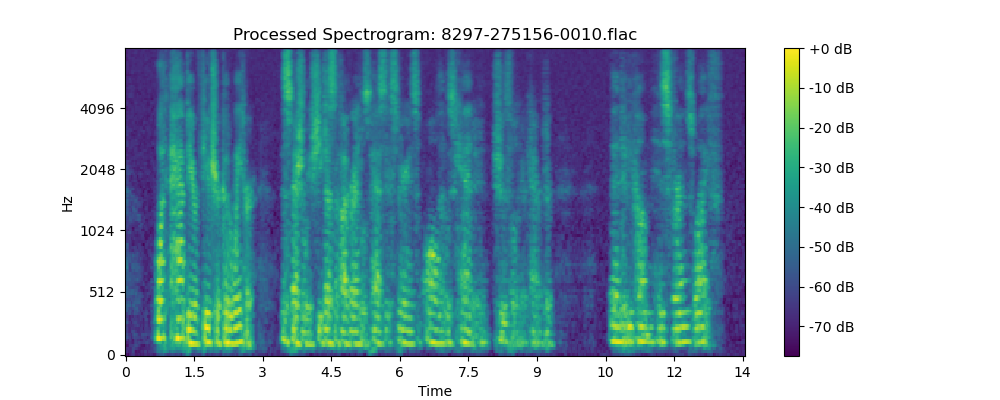 Processed Spectrogram: 8297-275156-0010.flac
Hz
4096
2048
1024
512
0
0 1.5 3 4.5 6 7.5 9 10 12 14
Time
+0 dB
-10 dB
-20 dB
-30 dB
-40 dB
-50 dB
-60 dB
-70 dB